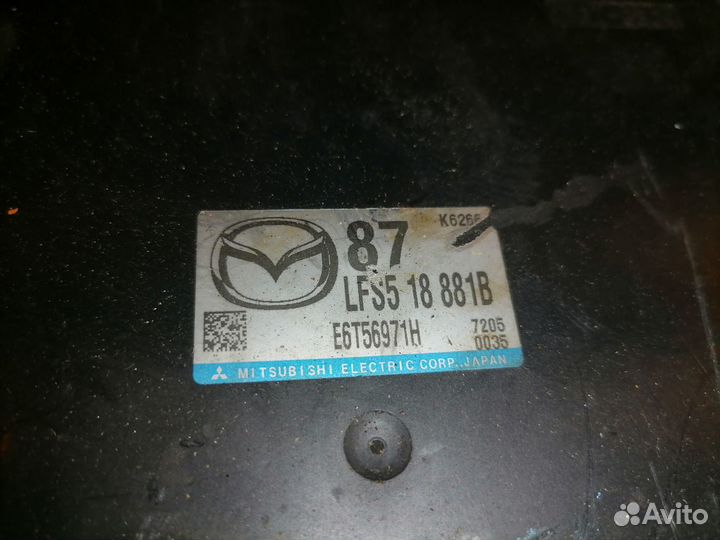 87
K6266
LFS5 18 881B
E6T56971H
7205
0035
MITSUBISHI ELECTRIC CORP. JAPAN
Avito